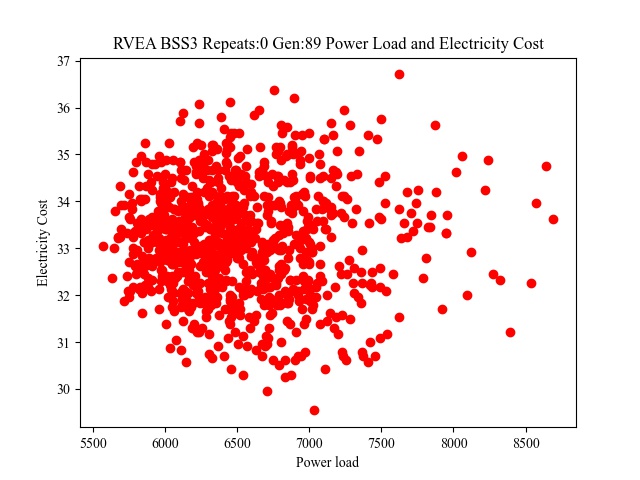 RVEA BSS3 Repeats:0 Gen:89 Power Load and Electricity Cost
37
36
35
34
33
32
31
30
Electricity Cost
5500 6000 6500 7000 7500 8000 8500
Power load